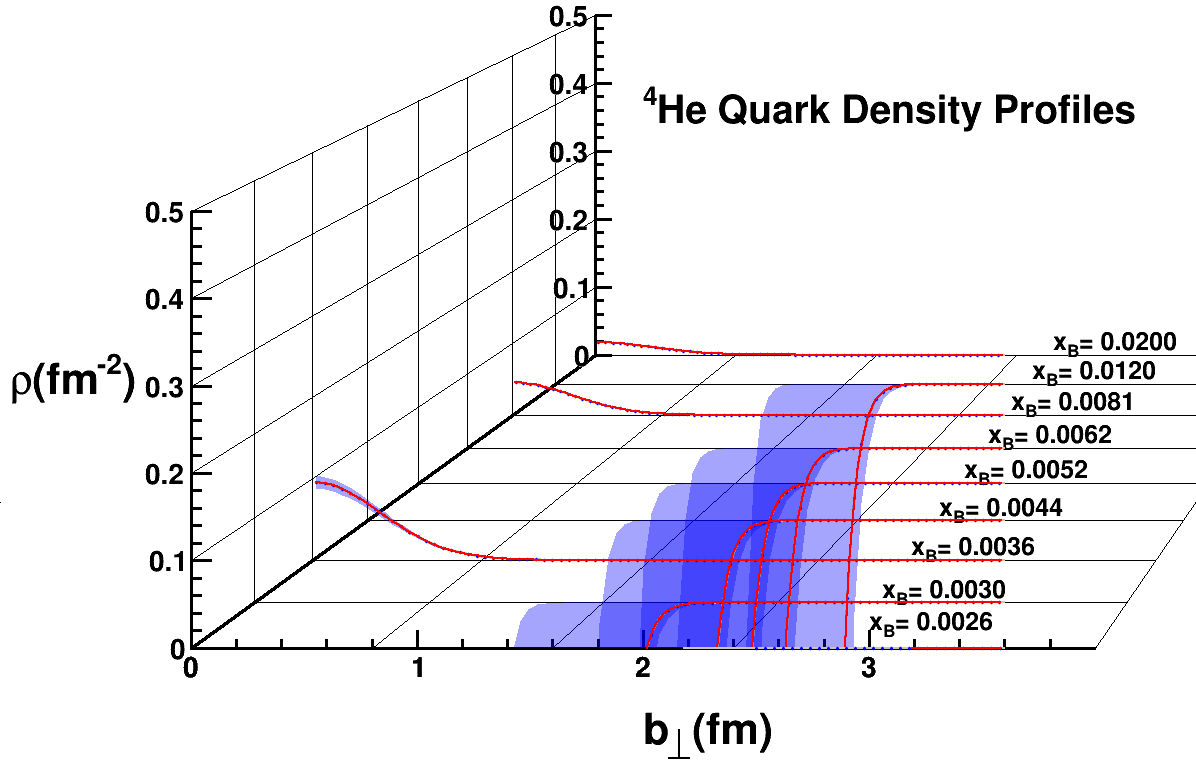 0.5
0.4
⁴He Quark Density Profiles
0.3
0.5
0.2
0.4
0.1
x_B= 0.0200
0
x_B= 0.0120
ρ(fm⁻²)
0.3
x_B= 0.0081
x_B= 0.0062
0.2
x_B= 0.0052
x_B= 0.0044
0.1
x_B= 0.0036
x_B= 0.0030
x_B= 0.0026
0
0 1 2 3
b_⊥(fm)